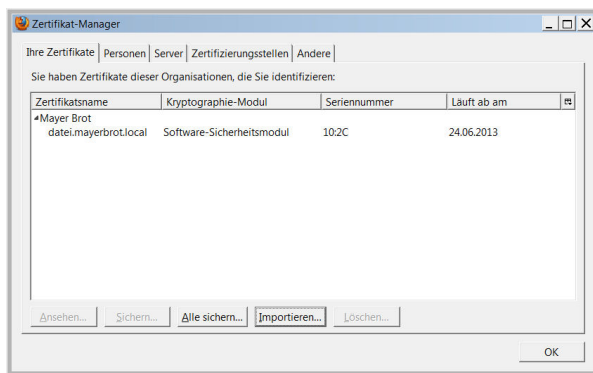 Zertifikat-Manager
Ihre Zertifikate Personen Server Zertifizierungsstellen Andere
Sie haben Zertifikate dieser Organisationen, die Sie identifizieren:
Zertifikatsname Kryptographie-Modul Seriennummer Läuft ab am
Mayer Brot
datei.mayerbrot.local Software-Sicherheitsmodul 10:2C 24.06.2013
Ansehen... Sichern... Alle sichern... Importieren... Löschen...
OK